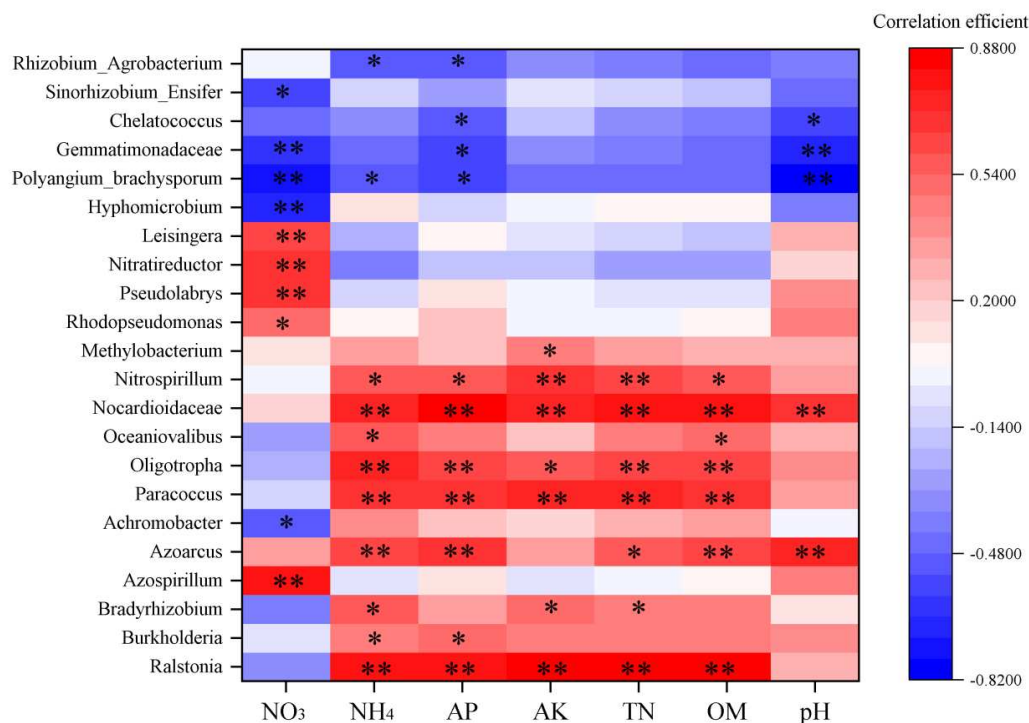 Correlation efficient
Rhizobium_Agrobacterium * *
Sinorhizobium_Ensifer *
Chelatococcus * *
Gemmatimonadaceae ** * **
Polyangium_brachysporum ** * * **
Hyphomicrobium **
Leisingera **
Nitratireductor **
Pseudolabrys **
Rhodopseudomonas *
Methylobacterium *
Nitrospirillum * * ** ** *
Nocardioidaceae ** ** ** ** ** **
Oceaniovalibus * *
Oligotropha ** ** * ** **
Paracoccus ** ** ** ** **
Achromobacter *
Azoarcus ** ** * ** **
Azospirillum **
Bradyrhizobium * * *
Burkholderia * *
Ralstonia ** ** ** ** **
NO₃ NH₄ AP AK TN OM pH
0.8800
0.5400
0.2000
-0.1400
-0.4800
-0.8200